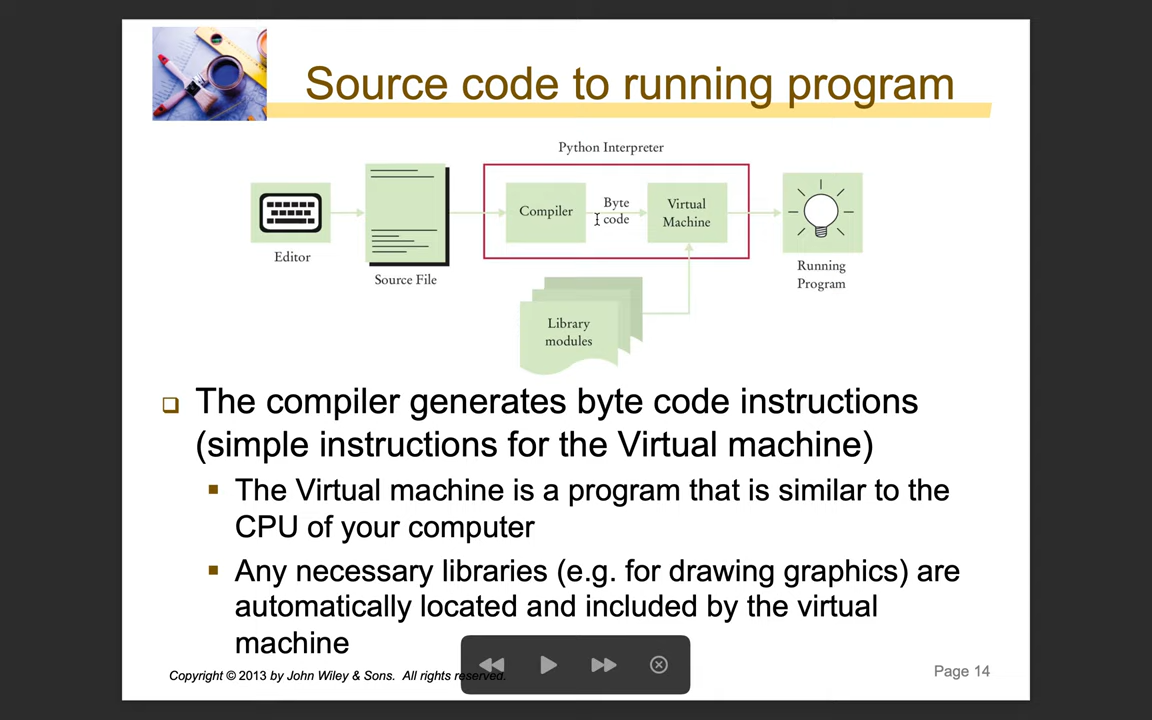 Source code to running program
Python Interpreter
Compiler
Byte
code
Virtual
Machine
Editor
Source File
Running
Program
Library
modules
The compiler generates byte code instructions
(simple instructions for the Virtual machine)
The Virtual machine is a program that is similar to the
CPU of your computer
Any necessary libraries (e.g. for drawing graphics) are
automatically located and included by the virtual
machine
Copyright © 2013 by John Wiley & Sons. All rights reserved.
Page 14